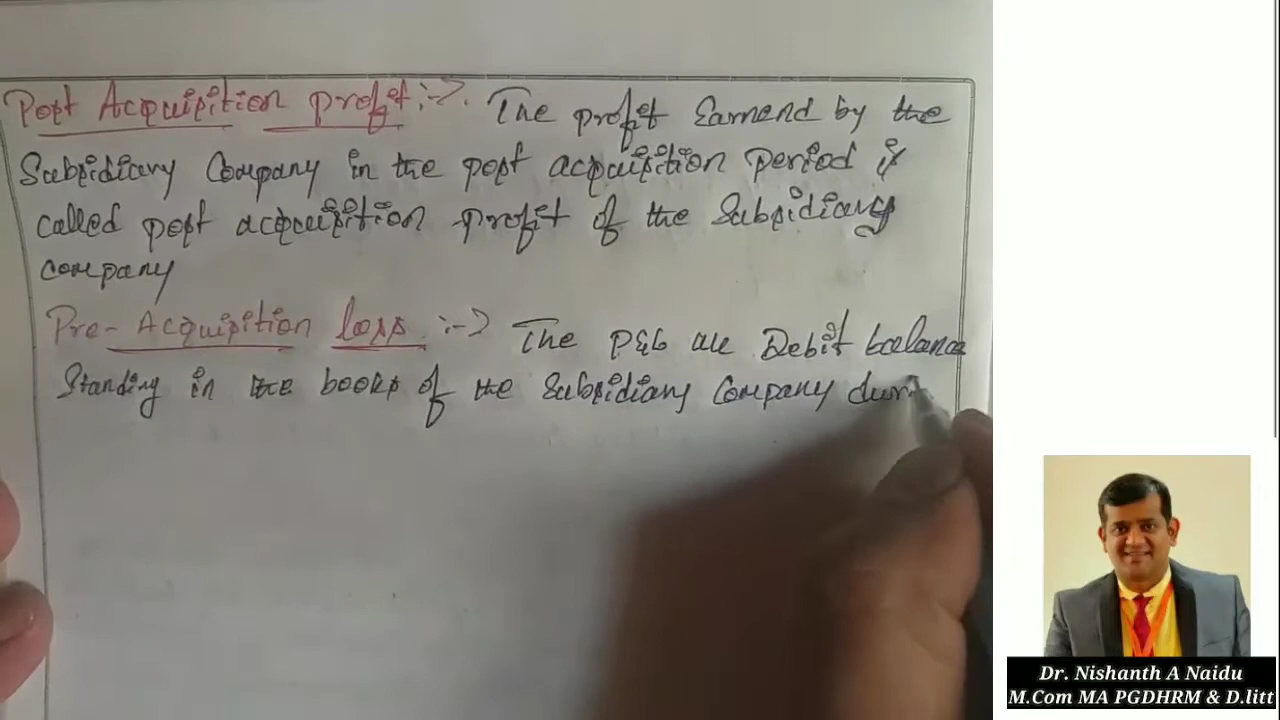 Post Acquisition profit :->. The profit Earnend by the
Subsidiary Company in the post acquisition period is
called post acquisition profit of the Subsidiary
company
Pre- Acquisition loss :-> The P&L a/c Debit balance
Standing in the books of the Subsidiary Company durin
Dr. Nishanth A Naidu
M.Com MA PGDHRM & D.litt